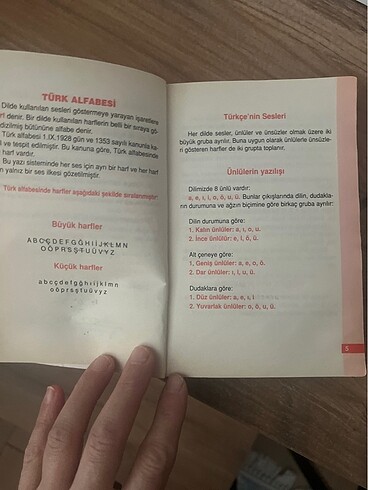 TÜRK ALFABESİ
Dilde kullanılan sesleri göstermeye yarayan işaretlere
denir. Bir dilde kullanılan harflerin belli bir sıraya gö
dizilmiş bütününe alfabe denir.
Türk alfabesi 1.IX.1928 gün ve 1353 sayılı kanunla ka-
l ve tespit edilmiştir. Bu kanuna göre, Türk alfabesinde
harf vardır.
Bu yazı sisteminde her ses için ayrı bir harf ve her harf
n yalnız bir ses ilkesi gözetilmiştir.
Türk alfabesinde harfler aşağıdaki şekilde sıralanmıştır:
Büyük harfler
A B C Ç D E F G Ğ H I İ J K L M N
O Ö P R S Ş T U Ü V Y Z
Küçük harfler
a b c ç d e f g ğ h ı i j k l m n
o ö p r s ş t u ü v y z
Türkçe'nin Sesleri
Her dilde sesler, ünlüler ve ünsüzler olmak üzere iki
büyük gruba ayrılır. Buna uygun olarak ünlülerle ünsüzle-
ri gösteren harfler de iki grupta toplanır.
Ünlülerin yazılışı
Dilimizde 8 ünlü vardır:
a, e, ı, i, o, ö, u, ü. Bunlar çıkışlarında dilin, dudakla-
rın durumuna ve ağzın biçimine göre birkaç gruba ayrılır:
Dilin durumuna göre:
1. Kalın ünlüler: a, ı, o, u.
2. İnce ünlülür: e, i, ö, ü.
Alt çeneye göre:
1. Geniş ünlüler: a, e, o, ö.
2. Dar ünlüler: ı, i, u, ü.
Dudaklara göre:
1. Düz ünlüler: a, e, ı, i
2. Yuvarlak ünlüler: o, ö, u, ü.
5